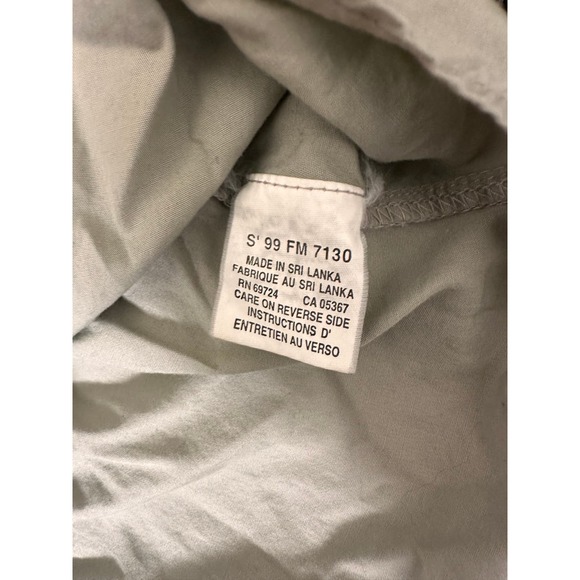 S' 99 FM 7130
MADE IN SRI LANKA
FABRIQUE AU SRI LANKA
RN 69724 CA 05367
CARE ON REVERSE SIDE
INSTRUCTIONS D'
ENTRETIEN AU VERSO